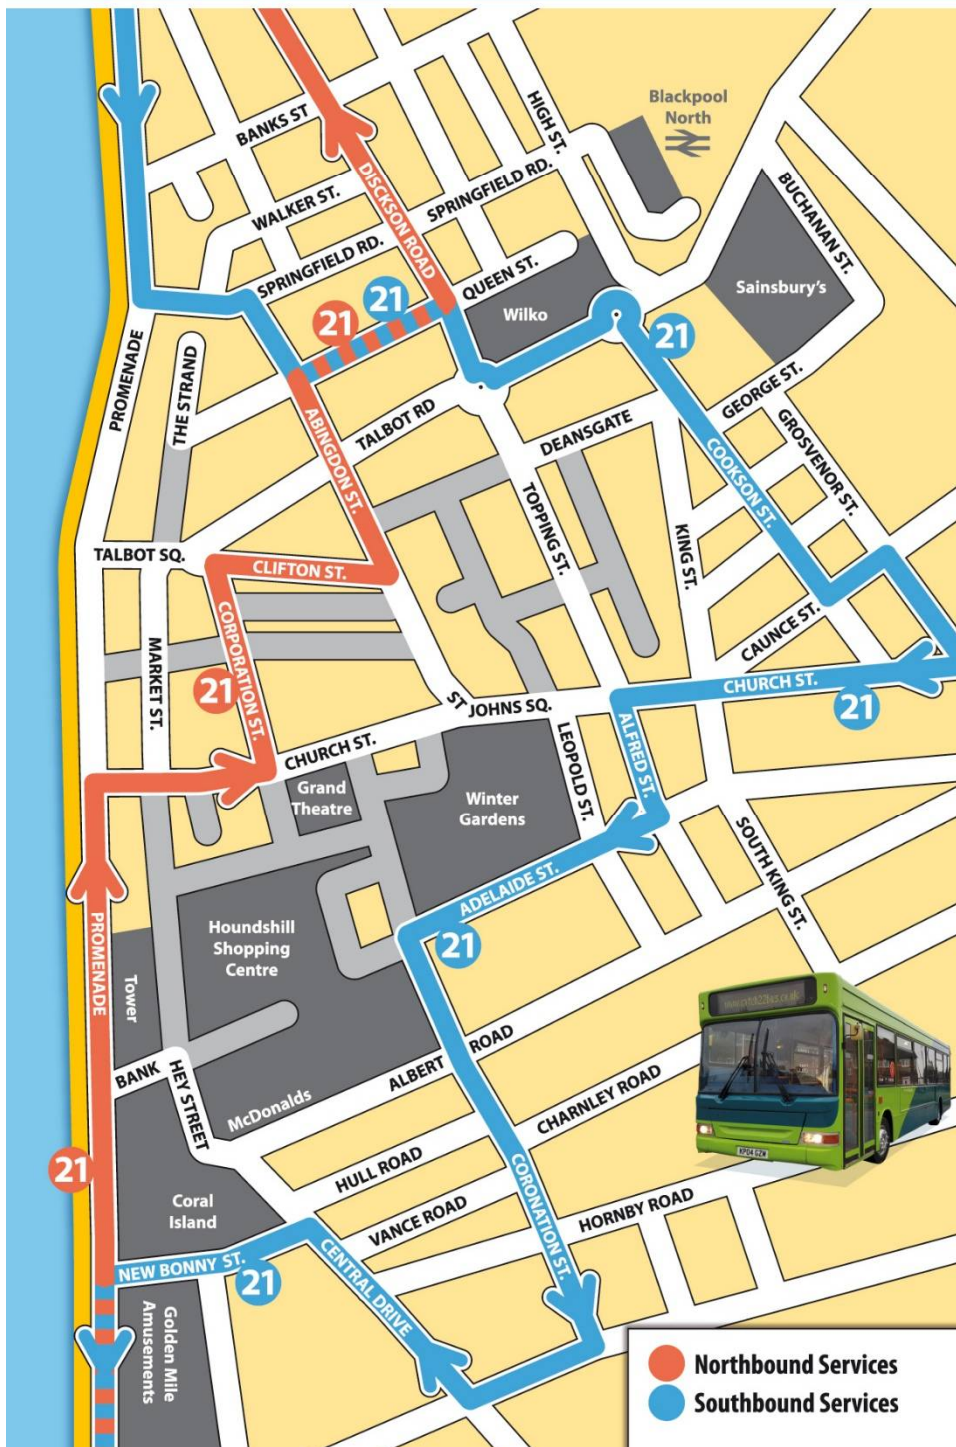 BANKS ST
HIGH ST.
Blackpool
North
WALKER ST.
DISCKSON ROAD
SPRINGFIELD RD.
SPRINGFIELD RD.
BUCHANAN ST.
QUEEN ST.
21
21
Wilko
Sainsbury's
21
PROMENADE
THE STRAND
ABINGDON ST.
TALBOT RD
DEANSGATE
GEORGE ST.
GROSVENOR ST.
COOKSON ST.
TOPPING ST.
KING ST.
TALBOT SQ.
CLIFTON ST.
CORPORATION ST.
MARKET ST.
21
CAUNCE ST.
CHURCH ST.
21
ST
JOHNS SQ.
CHURCH ST.
ALFRED ST.
LEOPOLD ST.
Grand
Theatre
Winter
Gardens
SOUTH KING ST.
ADELAIDE ST.
21
PROMENADE
Houndshill
Shopping
Centre
Tower
BANK
HEY STREET
McDonalds
ALBERT ROAD
CHARNLEY ROAD
HULL ROAD
21
Coral
Island
VANCE ROAD
HORNBY ROAD
CORONATION ST.
NEW BONNY ST.
21
CENTRAL DRIVE
Golden Mile
Amusements
KP04 GZW
Northbound Services
Southbound Services